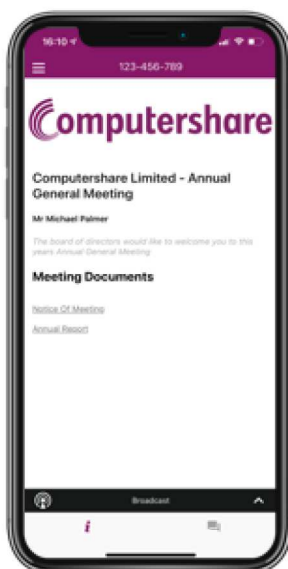 16:10
123-456-789
Computershare
Computershare Limited - Annual
General Meeting
Mr Michael Palmer
The board of directors would like to welcome you to this
years Annual General Meeting
Meeting Documents
Notice Of Meeting
Annual Report
Broadcast
i